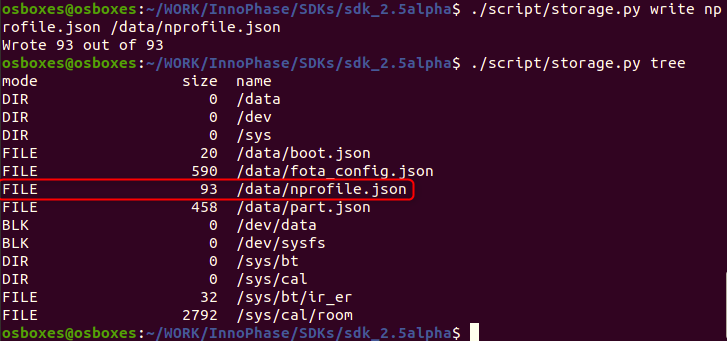 osboxes@osboxes:~/WORK/InnoPhase/SDKs/sdk_2.5alpha$ ./script/storage.py write np
rofile.json /data/nprofile.json
Wrote 93 out of 93
osboxes@osboxes:~/WORK/InnoPhase/SDKs/sdk_2.5alpha$ ./script/storage.py tree
mode size name
DIR 0 /data
DIR 0 /dev
DIR 0 /sys
FILE 20 /data/boot.json
FILE 590 /data/fota_config.json
FILE 93 /data/nprofile.json
FILE 458 /data/part.json
BLK 0 /dev/data
BLK 0 /dev/sysfs
DIR 0 /sys/bt
DIR 0 /sys/cal
FILE 32 /sys/bt/ir_er
FILE 2792 /sys/cal/room
osboxes@osboxes:~/WORK/InnoPhase/SDKs/sdk_2.5alpha$